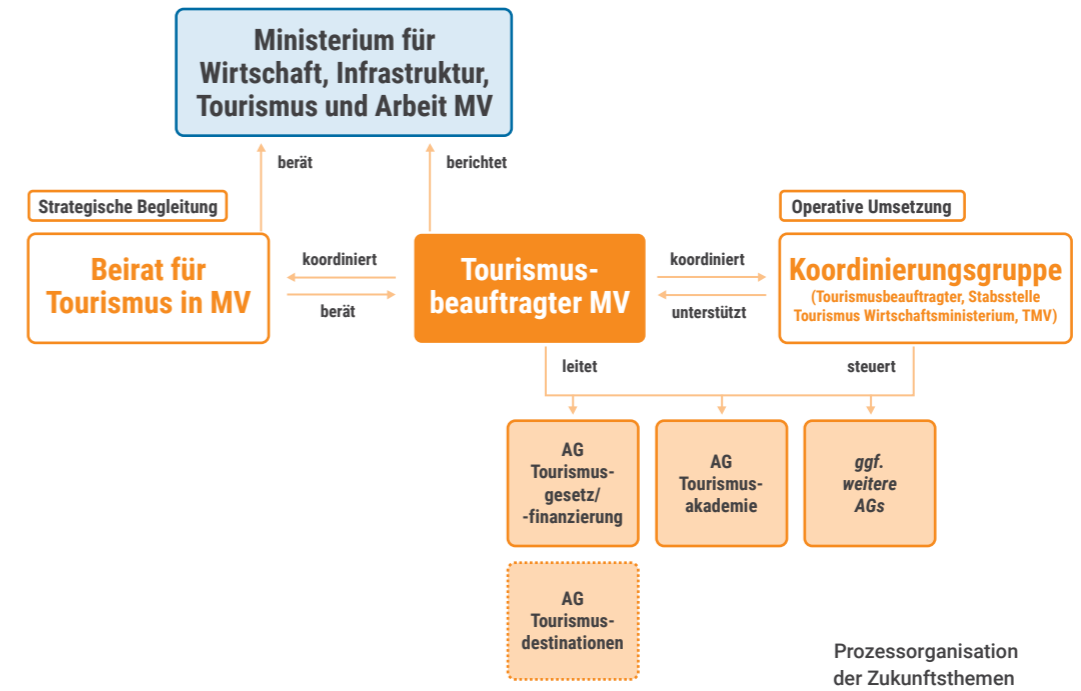 Ministerium für
Wirtschaft, Infrastruktur,
Tourismus und Arbeit MV
berät
berichtet
Strategische Begleitung
Operative Umsetzung
Beirat für
Tourismus in MV
koordiniert
berät
Tourismus-
beauftragter MV
koordiniert
unterstützt
Koordinierungsgruppe
(Tourismusbeauftragter, Stabsstelle
Tourismus Wirtschaftsministerium, TMV)
leitet
steuert
AG
Tourismus-
gesetz/
-finanzierung
AG
Tourismus-
akademie
ggf.
weitere
AGs
AG
Tourismus-
destinationen
Prozessorganisation
der Zukunftsthemen